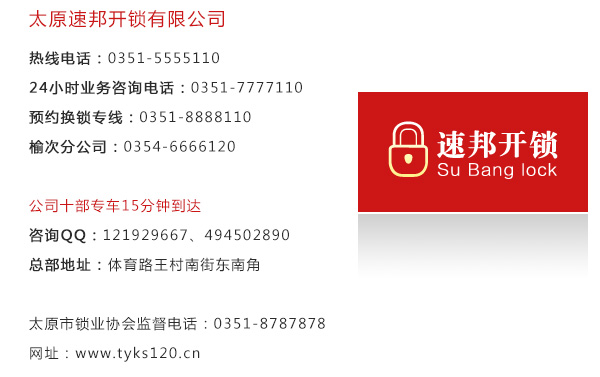 太原速邦开锁有限公司
热线电话：0351-5555110
24小时业务咨询电话：0351-7777110
预约换锁专线：0351-8888110
榆次分公司：0354-6666120
速邦开锁
Su Bang lock
公司十部专车15分钟到达
咨询QQ：121929667、494502890
总部地址：体育路王村南街东南角
太原市锁业协会监督电话：0351-8787878
网址：www.tyks120.cn